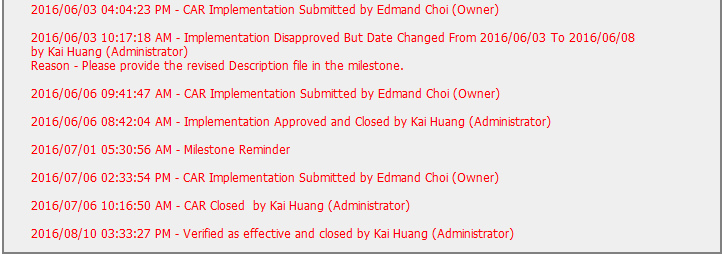 2016/06/03 04:04:23 PM - CAR Implementation Submitted by Edmand Choi (Owner)
2016/06/03 10:17:18 AM - Implementation Disapproved But Date Changed From 2016/06/03 To 2016/06/08
by Kai Huang (Administrator)
Reason - Please provide the revised Description file in the milestone.
2016/06/06 09:41:47 AM - CAR Implementation Submitted by Edmand Choi (Owner)
2016/06/06 08:42:04 AM - Implementation Approved and Closed by Kai Huang (Administrator)
2016/07/01 05:30:56 AM - Milestone Reminder
2016/07/06 02:33:54 PM - CAR Implementation Submitted by Edmand Choi (Owner)
2016/07/06 10:16:50 AM - CAR Closed  by Kai Huang (Administrator)
2016/08/10 03:33:27 PM - Verified as effective and closed by Kai Huang (Administrator)